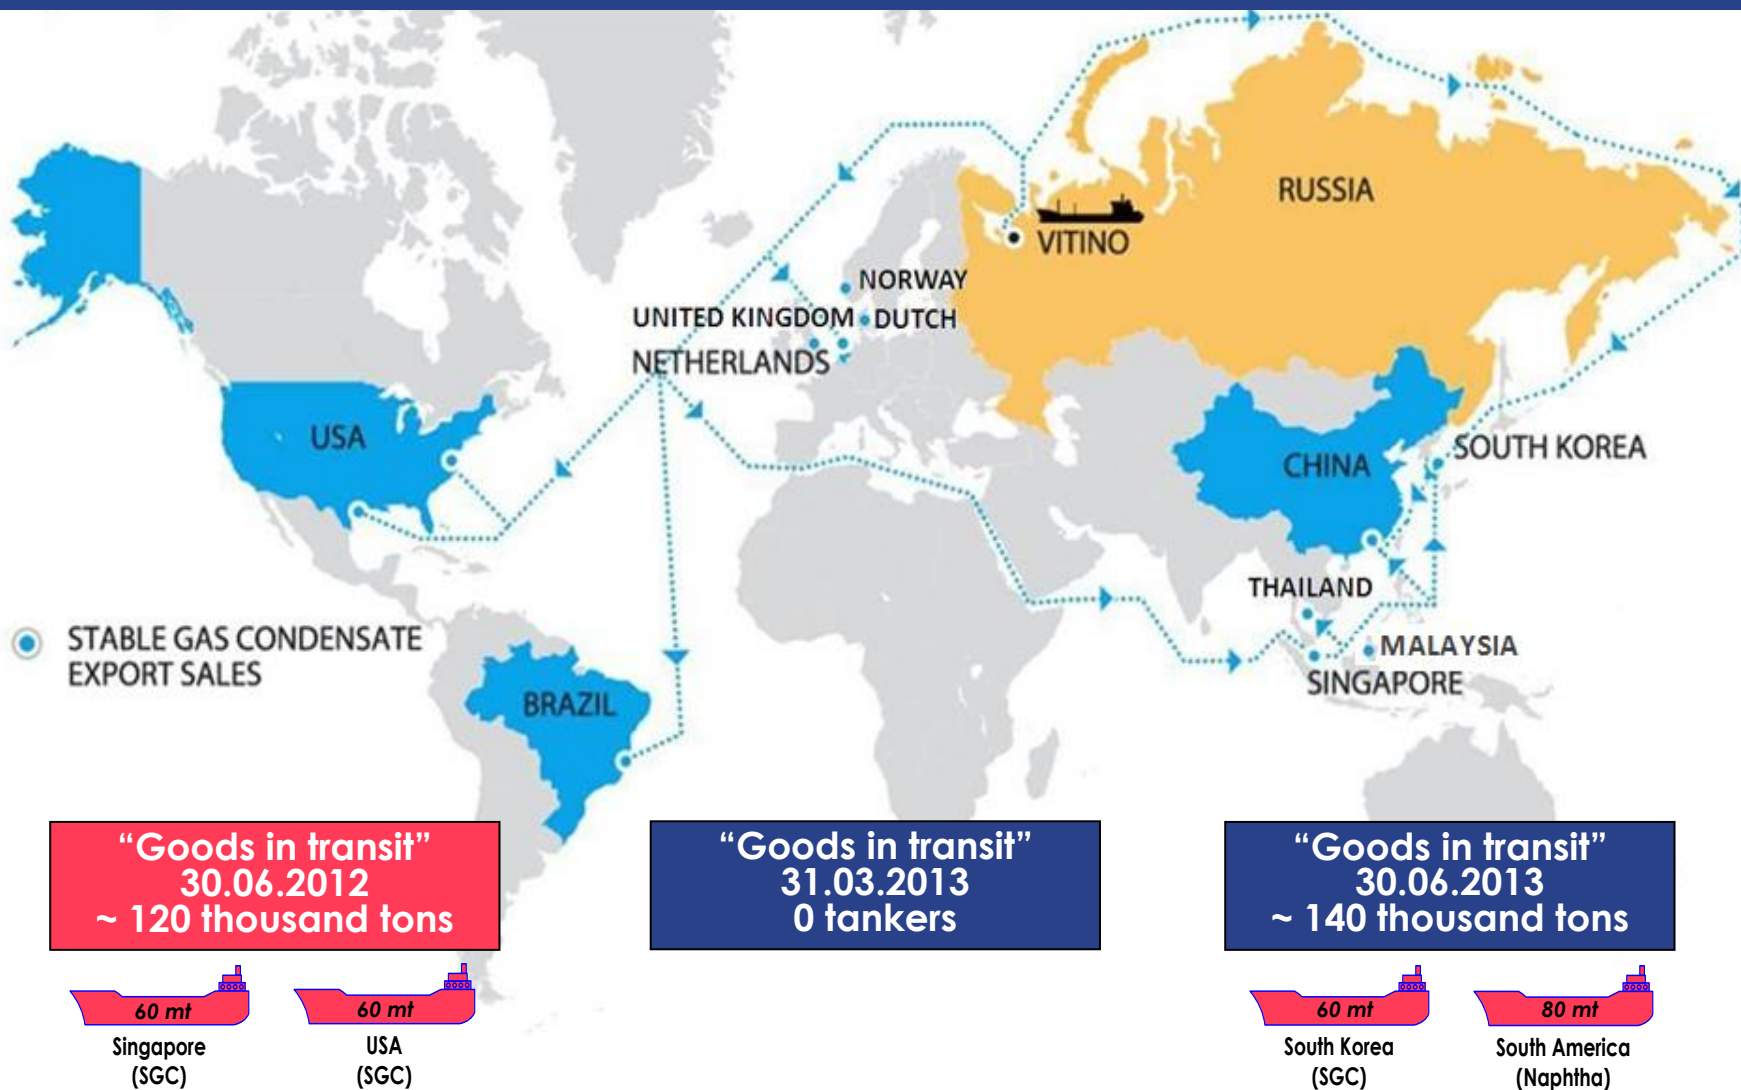 RUSSIA
VITINO
NORWAY
UNITED KINGDOM
DUTCH
NETHERLANDS
USA
CHINA
SOUTH KOREA
THAILAND
MALAYSIA
SINGAPORE
STABLE GAS CONDENSATE
EXPORT SALES
BRAZIL
“Goods in transit”
30.06.2012
~ 120 thousand tons
“Goods in transit”
31.03.2013
0 tankers
“Goods in transit”
30.06.2013
~ 140 thousand tons
60 mt
Singapore
(SGC)
60 mt
USA
(SGC)
60 mt
South Korea
(SGC)
80 mt
South America
(Naphtha)